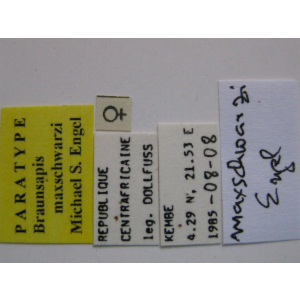 PARATYPE
Braunsapis
maxschwarzi
Michael S. Engel
♀
REPUBLIQUE
CENTRAFRICAINE
leg. DOLLFUSS
KEMBE
4.29 N, 21.53 E
1985-08-08
maxschwarzi
Engel